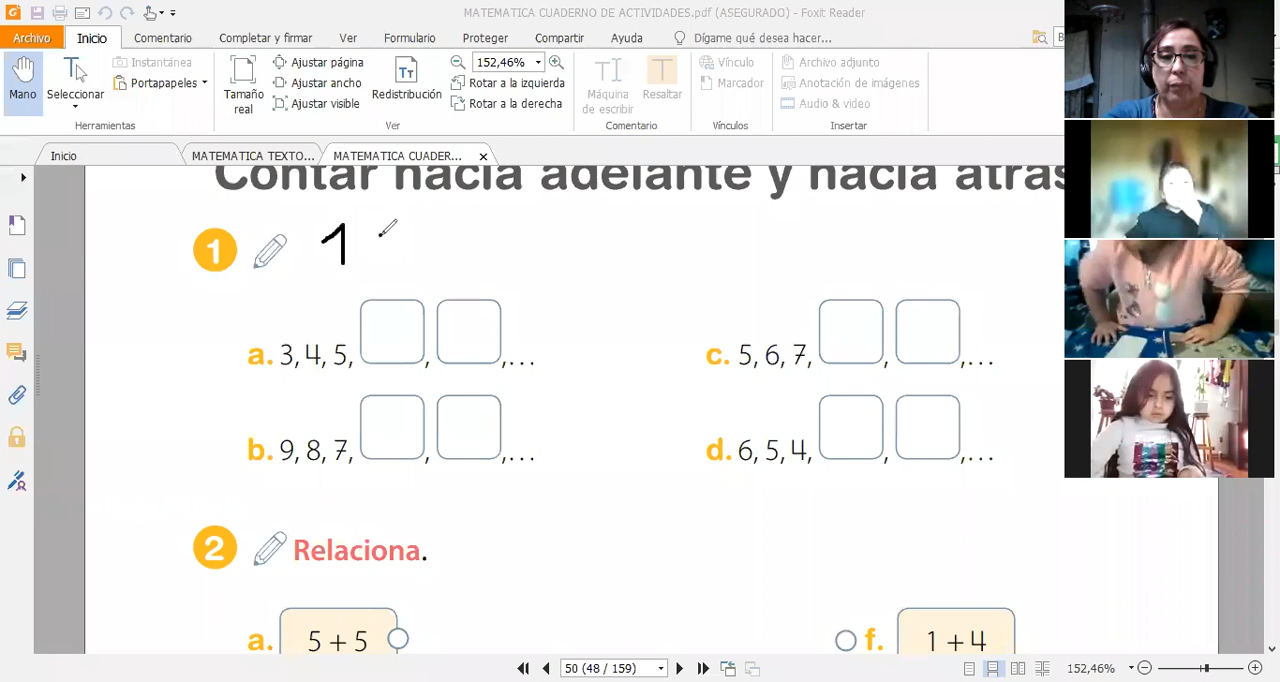 MATEMATICA CUADERNO DE ACTIVIDADES.pdf (ASEGURADO) - Foxit Reader
Archivo Inicio Comentario Completar y firmar Ver Formulario Proteger Compartir Ayuda Dígame qué desea hacer...
Mano
Seleccionar
Instantánea
Portapapeles
Herramientas
Tamaño real
Ajustar página
Ajustar ancho
Ajustar visible
152,46%
Rotar a la izquierda
Rotar a la derecha
Redistribución
Ver
Máquina de escribir
Resaltar
Comentario
Vínculo
Marcador
Vínculos
Archivo adjunto
Anotación de imágenes
Audio & video
Insertar
Inicio MATEMATICA TEXTO... MATEMATICA CUADER...
Contar hacia adelante y hacia atrás
1 1
a. 3, 4, 5, , ,...
c. 5, 6, 7, , ,...
b. 9, 8, 7, , ,...
d. 6, 5, 4, , ,...
2 Relaciona.
a. 5 + 5
f. 1 + 4
50 (48 / 159) 152,46%